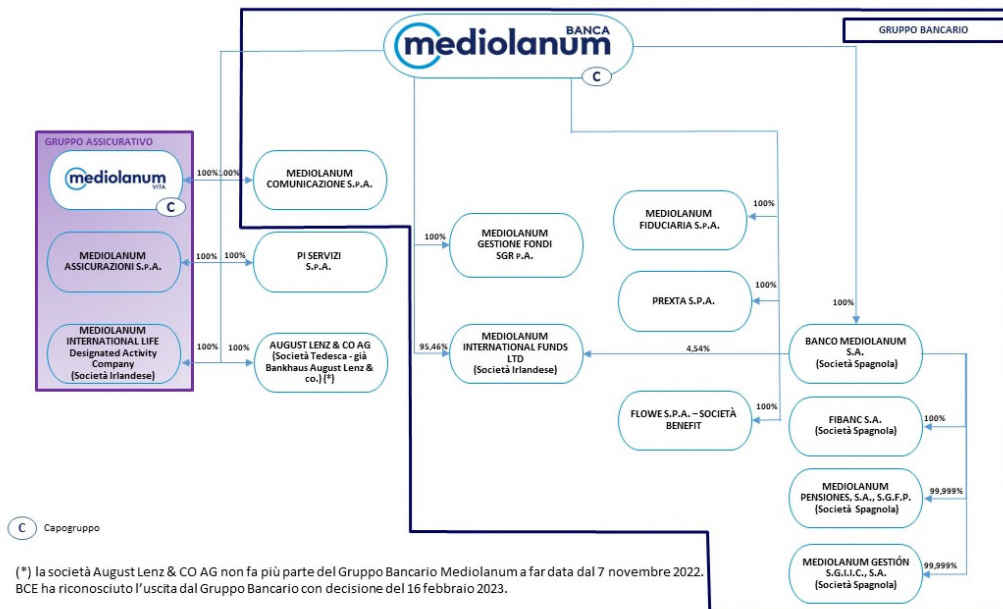 BANCA
mediolanum
C
GRUPPO BANCARIO
GRUPPO ASSICURATIVO
mediolanum
VITA
C
100%
100%
MEDIOLANUM
COMUNICAZIONE S.P.A.
MEDIOLANUM
ASSICURAZIONI S.P.A.
100%
100%
PI SERVIZI
S.P.A.
MEDIOLANUM
INTERNATIONAL LIFE
Designated Activity
Company
(Società Irlandese)
100%
100%
AUGUST LENZ & CO AG
(Società Tedesca - già
Bankhaus August Lenz &
co.) (*)
100%
MEDIOLANUM
GESTIONE FONDI
SGR P.A.
95,46%
MEDIOLANUM
INTERNATIONAL FUNDS
LTD
(Società Irlandese)
4,54%
MEDIOLANUM
FIDUCIARIA S.P.A.
100%
PREXTA S.P.A.
100%
FLOWE S.P.A. – SOCIETÀ
BENEFIT
100%
100%
BANCO MEDIOLANUM
S.A.
(Società Spagnola)
FIBANC S.A.
(Società Spagnola)
100%
MEDIOLANUM
PENSIONES, S.A., S.G.F.P.
(Società Spagnola)
99,999%
MEDIOLANUM GESTIÓN
S.G.I.I.C., S.A.
(Società Spagnola)
99,999%
C Capogruppo
(*) la società August Lenz & CO AG non fa più parte del Gruppo Bancario Mediolanum a far data dal 7 novembre 2022.
BCE ha riconosciuto l'uscita dal Gruppo Bancario con decisione del 16 febbraio 2023.